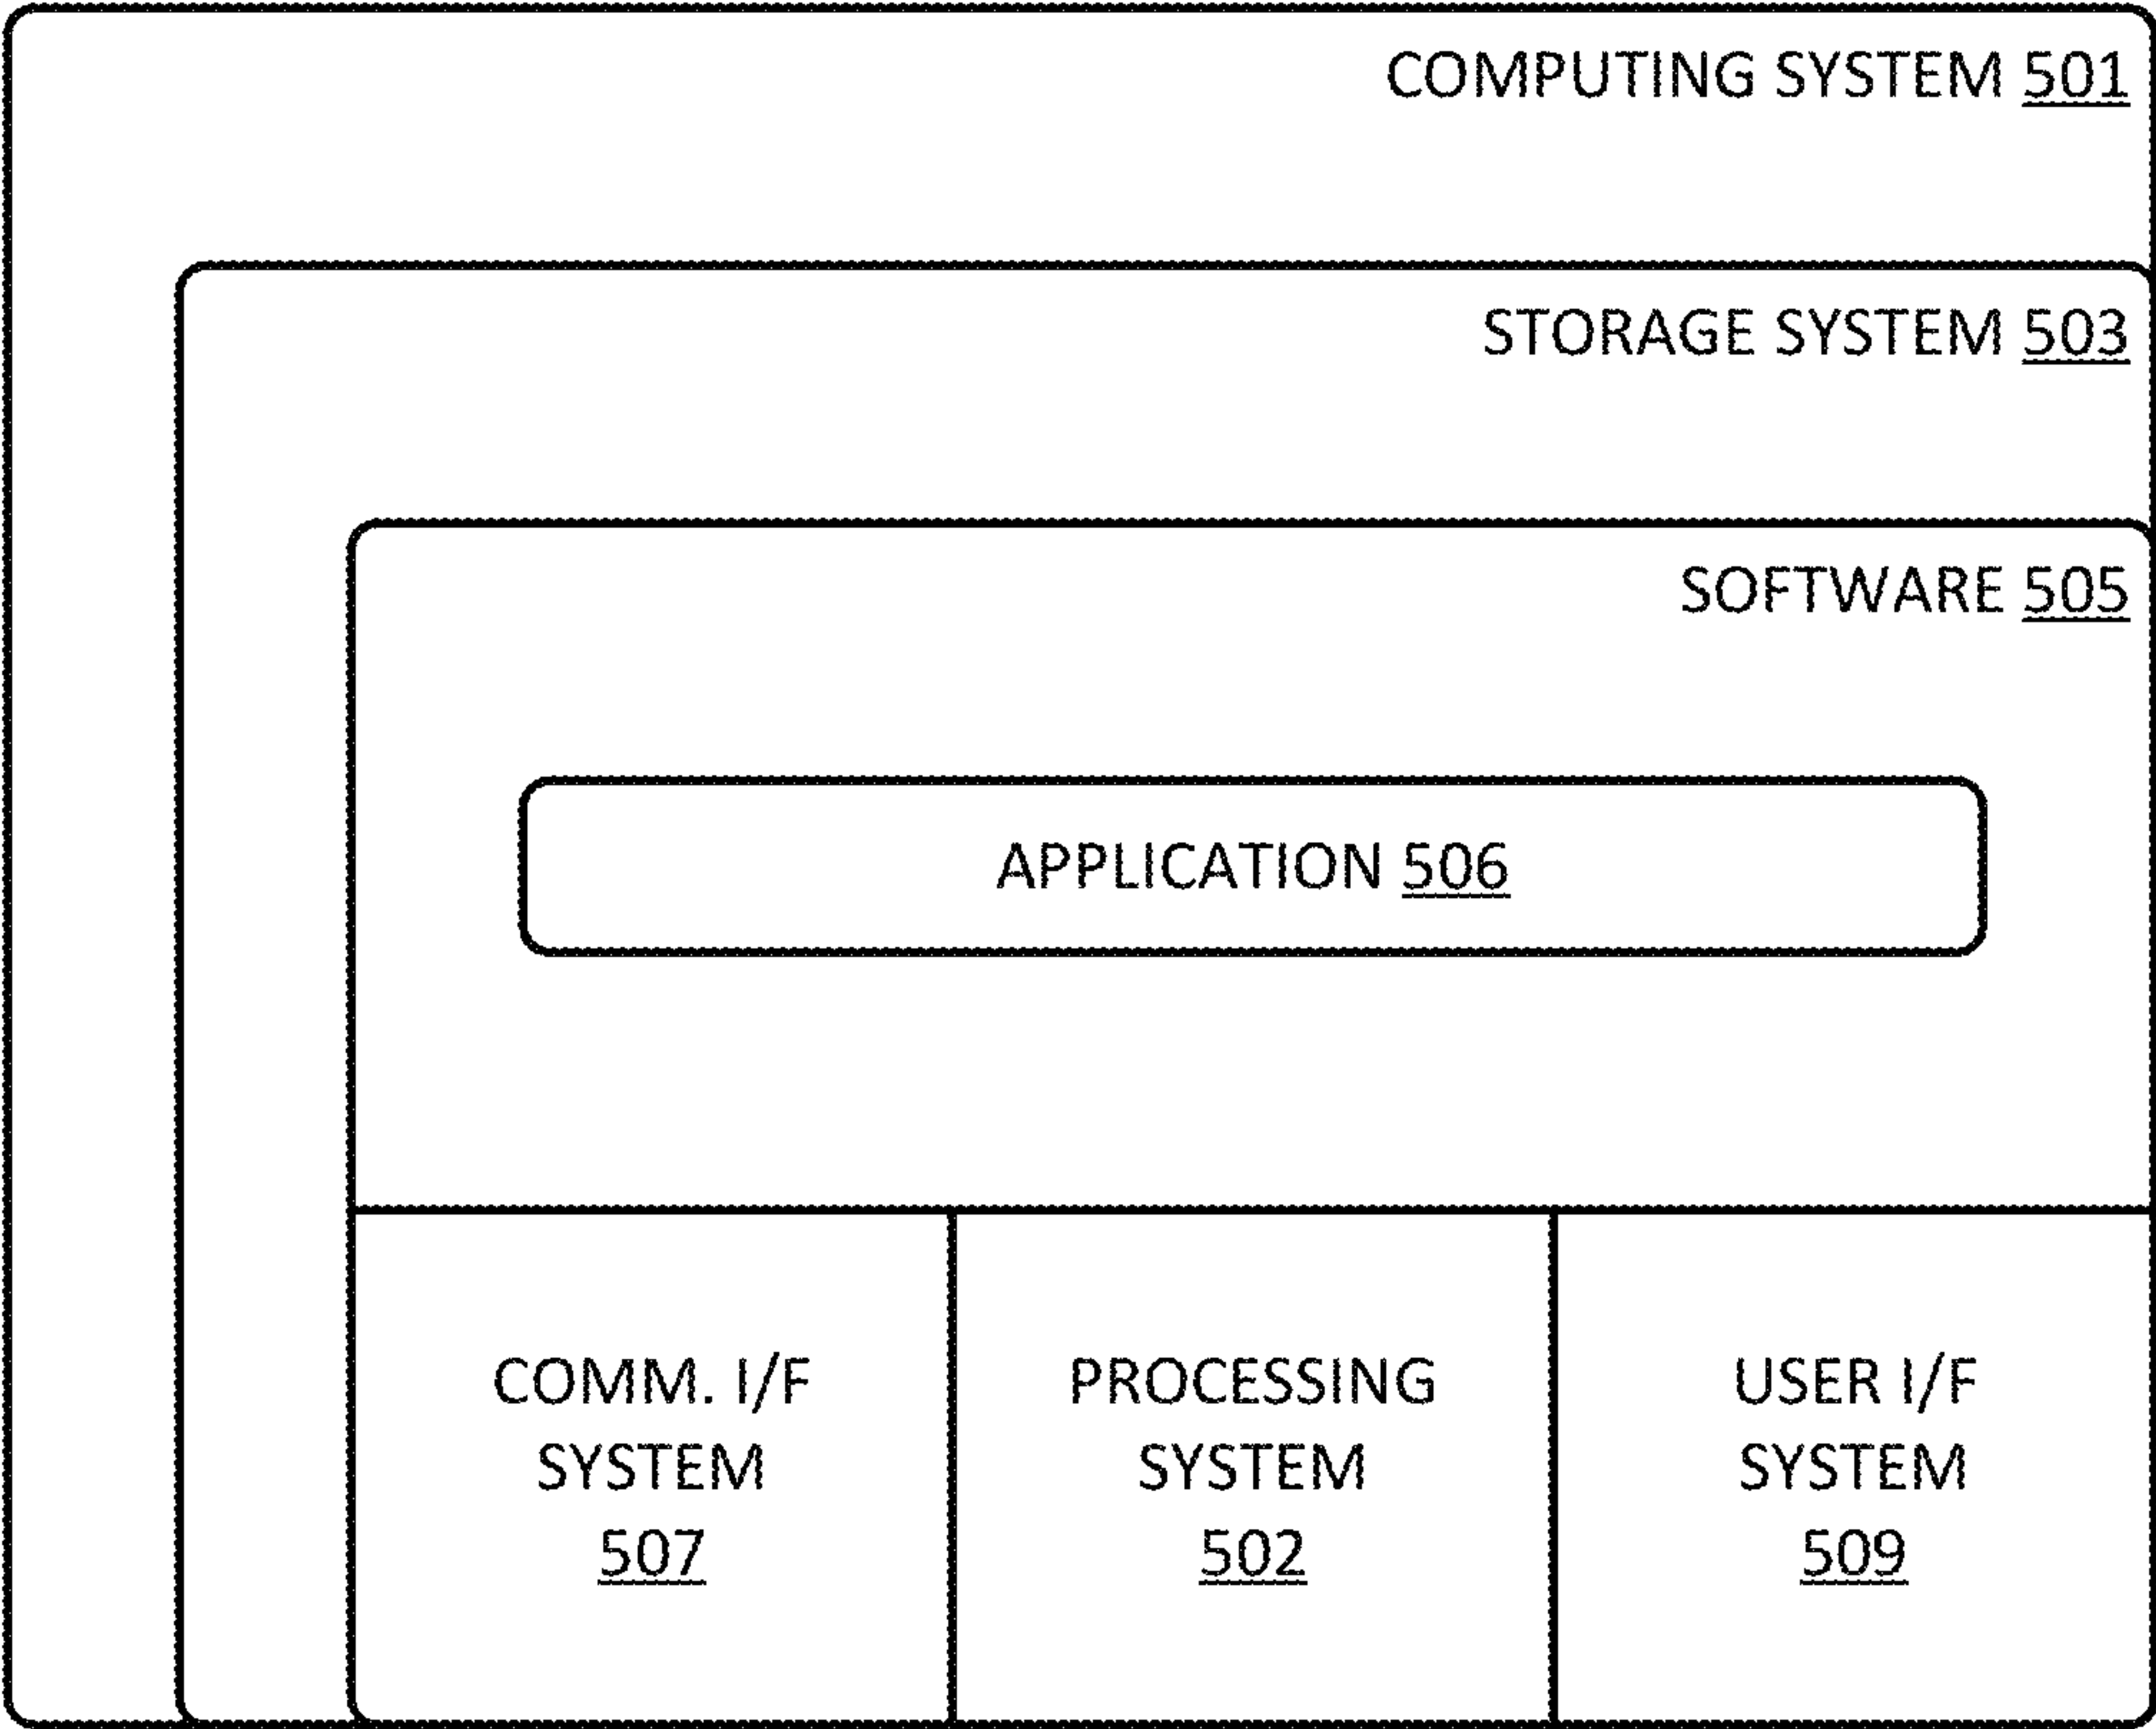 COMPUTING SYSTEM 501
STORAGE SYSTEM 503
SOFTWARE 505
APPLICATION 506
COMM. I/F
SYSTEM
507
PROCESSING
SYSTEM
502
USER I/F
SYSTEM
509